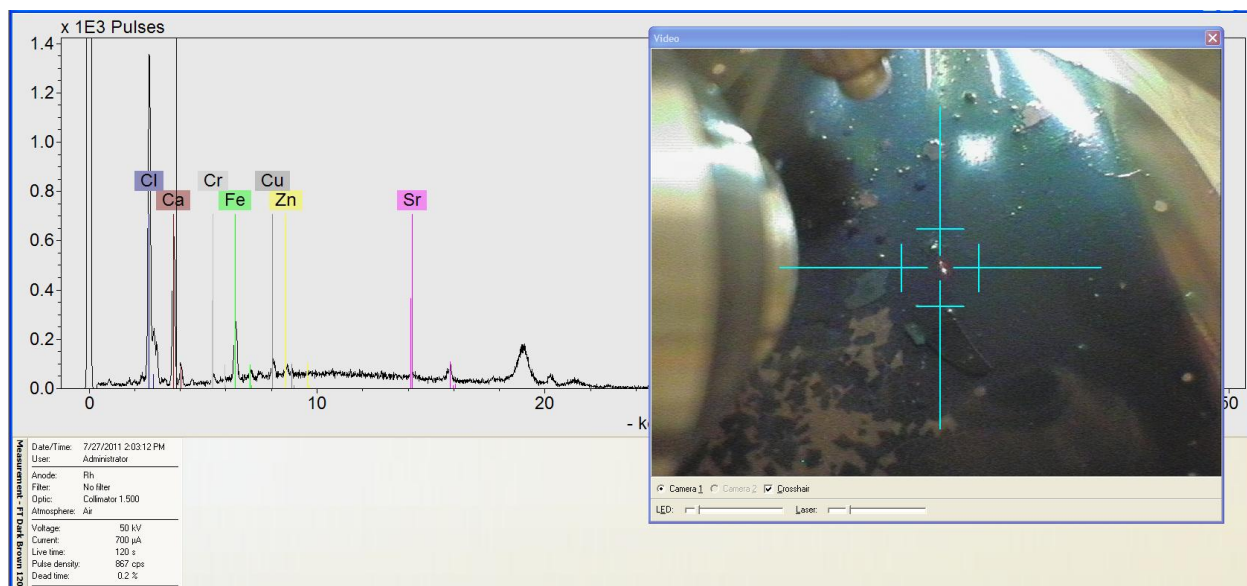 x 1E3 Pulses
1.4
1.2
1.0
0.8
0.6
0.4
0.2
0.0
Cl
Ca
Cr
Fe
Cu
Zn
Sr
0
10
20
Video
Camera 1
Camera 2
Crosshair
LED:
Laser:
Measurement - FT Dark Brown 120
Date/Time: 7/27/2011 2:03:12 PM
User: Administrator
Anode: Rh
Filter: No filter
Optic: Collimator 1.500
Atmosphere: Air
Voltage: 50 kV
Current: 700 µA
Live time: 120 s
Pulse density: 867 cps
Dead time: 0.2 %